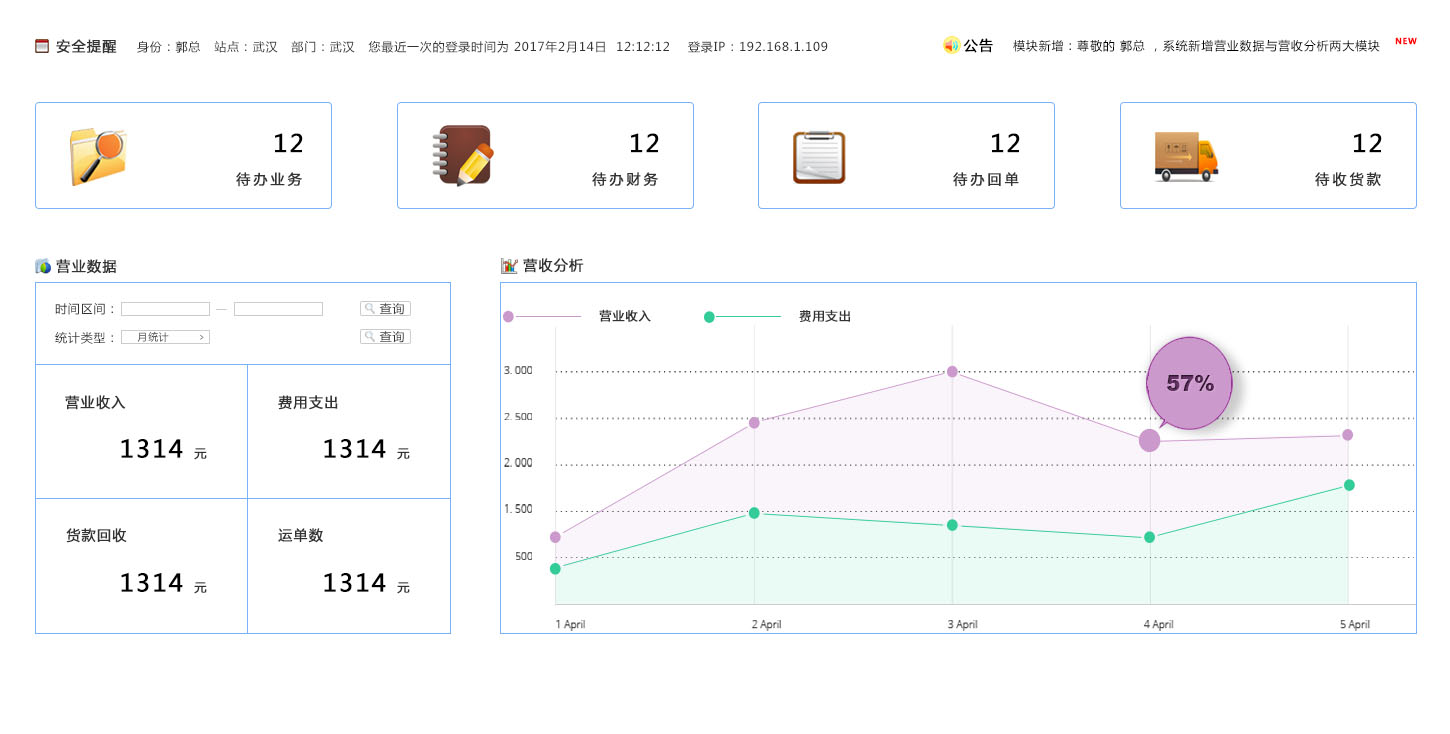 安全提醒 身份：郭总 站点：武汉 部门：武汉 您最近一次的登录时间为 2017年2月14日 12:12:12 登录IP：192.168.1.109
公告 模块新增：尊敬的 郭总 ，系统新增营业数据与营收分析两大模块 NEW
12
待办业务
12
待办财务
12
待办回单
12
待收货款
营业数据
时间区间： — 查询
统计类型： 月统计 > 查询
营业收入
1314 元
费用支出
1314 元
货款回收
1314 元
运单数
1314 元
营收分析
营业收入 费用支出
57%
3.000
2.500
2.000
1.500
500
1 April 2 April 3 April 4 April 5 April